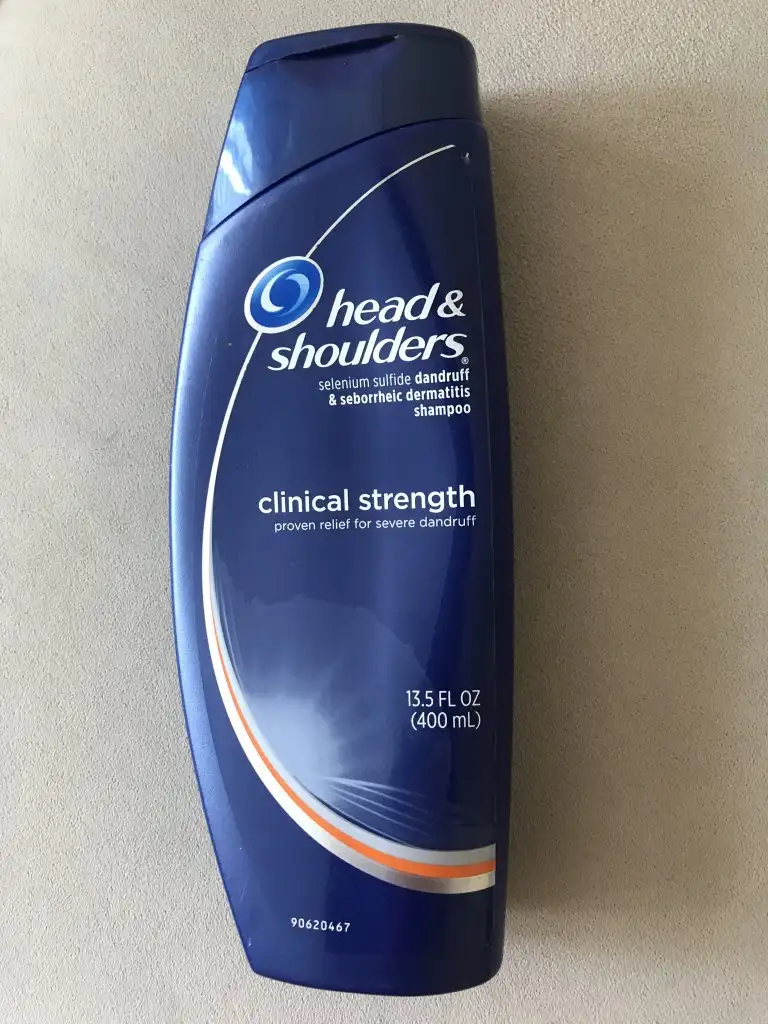 head &
shoulders®
selenium sulfide dandruff
& seborrheic dermatitis
shampoo
clinical strength
proven relief for severe dandruff
13.5 FL OZ
(400 mL)
90620467